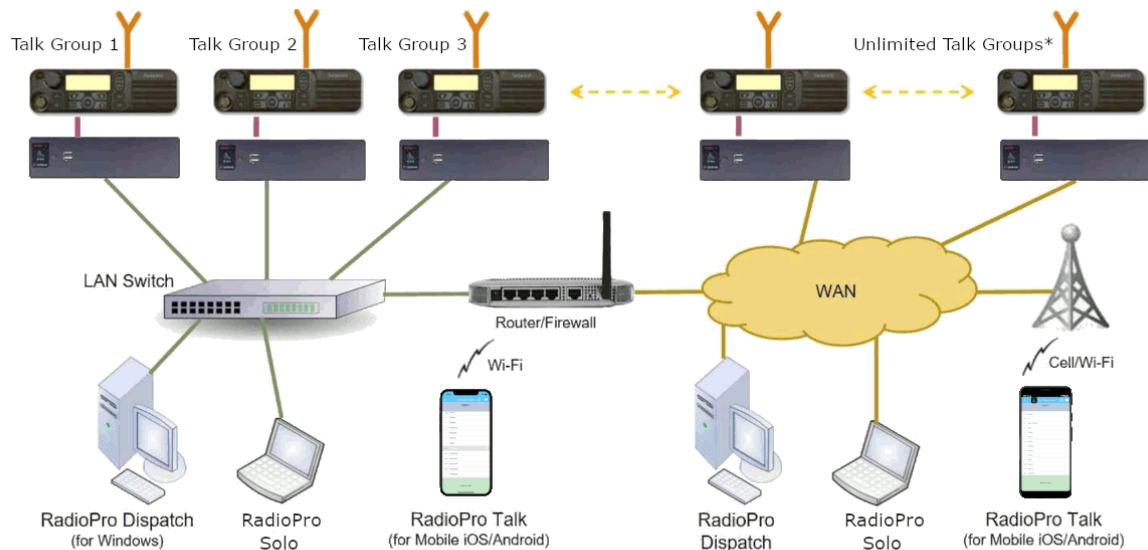 Talk Group 1
Talk Group 2
Talk Group 3
Unlimited Talk Groups*
LAN Switch
Router/Firewall
WAN
Wi-Fi
Cell/Wi-Fi
RadioPro Dispatch
(for Windows)
RadioPro
Solo
RadioPro Talk
(for Mobile iOS/Android)
RadioPro
Dispatch
RadioPro
Solo
RadioPro Talk
(for Mobile iOS/Android)